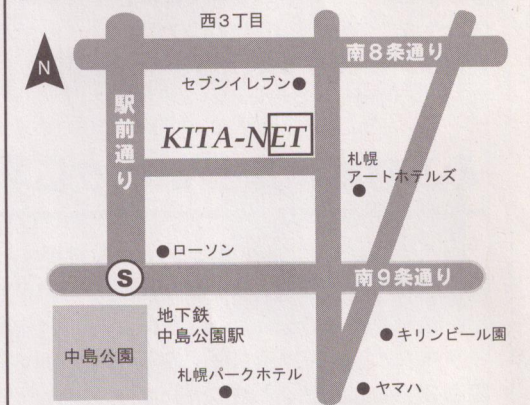 西3丁目
N
南8条通り
セブンイレブン
駅前通り
KITA-NET
札幌
アートホテルズ
ローソン
S
南9条通り
地下鉄
中島公園駅
中島公園
キリンビール園
札幌パークホテル
ヤマハ